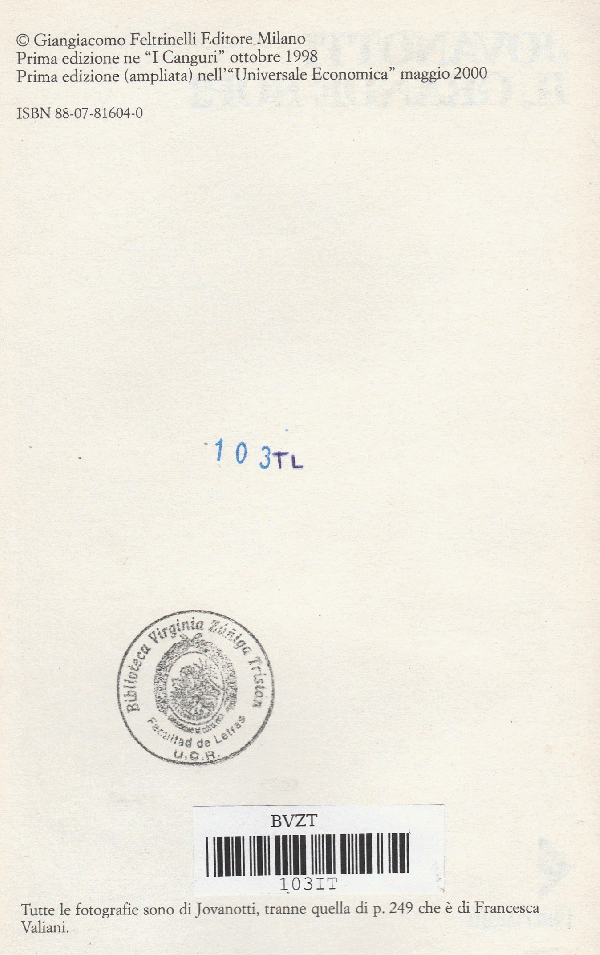 © Giangiacomo Feltrinelli Editore Milano
Prima edizione ne “I Canguri” ottobre 1998
Prima edizione (ampliata) nell’“Universale Economica” maggio 2000
ISBN 88-07-81604-0
103TL
Biblioteca Virginia Zúñiga Tristan
Facultad de Letras
U.C.R.
BVZT
103IT
Tutte le fotografie sono di Jovanotti, tranne quella di p. 249 che è di Francesca
Valiani.